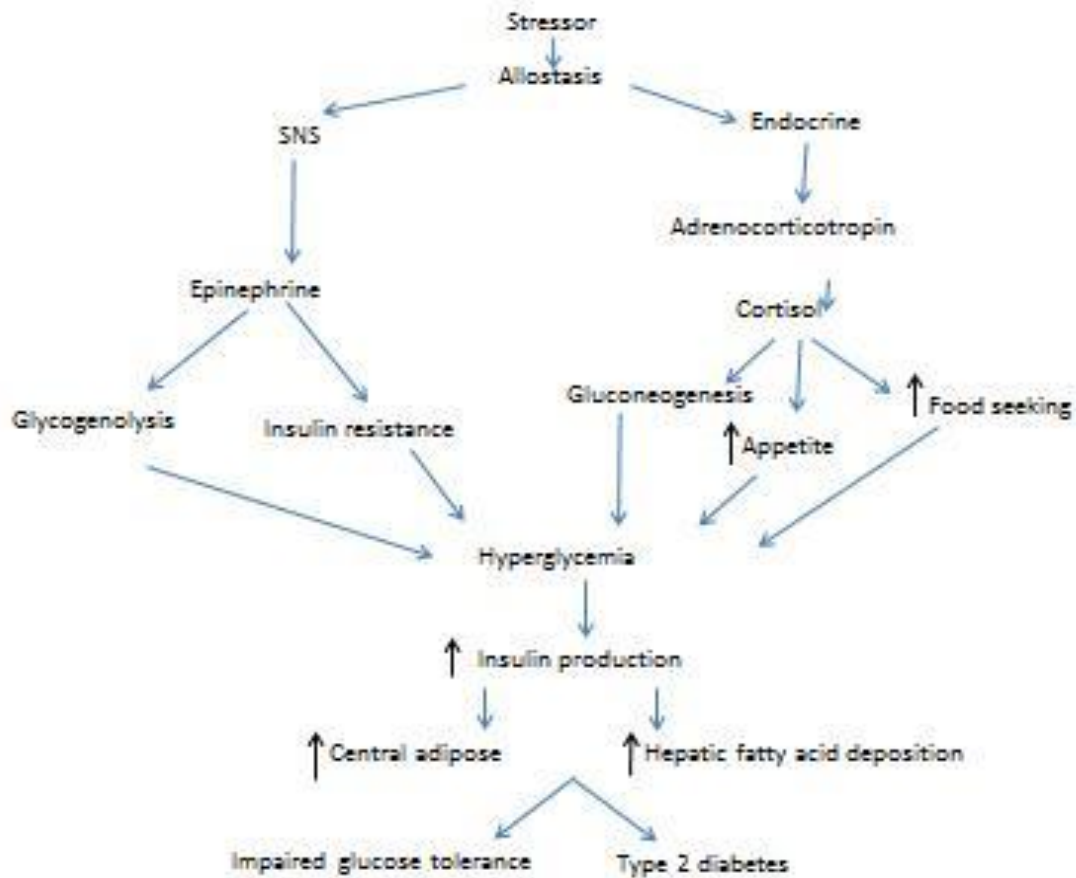 Stressor
Allostasis
SNS
Endocrine
Adrenocorticotropin
Epinephrine
Cortisol
Glycogenolysis
Insulin resistance
Gluconeogenesis
Appetite
Food seeking
Hyperglycemia
Insulin production
Central adipose
Hepatic fatty acid deposition
Impaired glucose tolerance
Type 2 diabetes